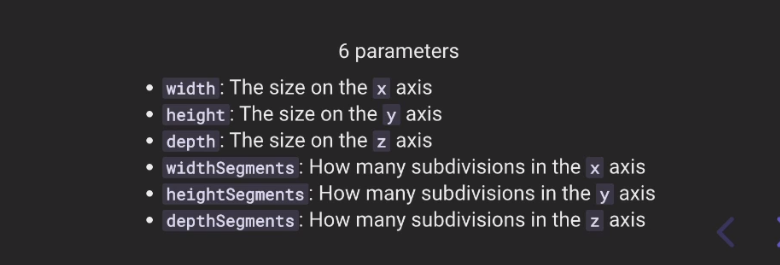 6 parameters
• width: The size on the x axis
• height: The size on the y axis
• depth: The size on the z axis
• widthSegments: How many subdivisions in the x axis
• heightSegments: How many subdivisions in the y axis
• depthSegments: How many subdivisions in the z axis